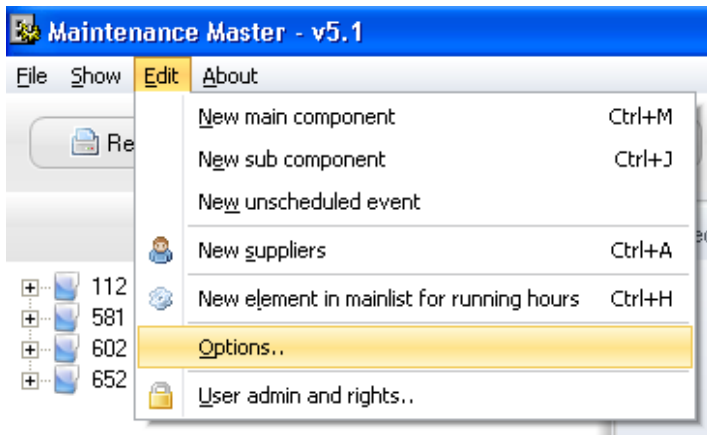 Maintenance Master - v5.1
File Show Edit About
New main component Ctrl+M
Re
New sub component Ctrl+J
New unscheduled event
New suppliers Ctrl+A
112
New element in mainlist for running hours Ctrl+H
581
602
Options..
652
User admin and rights..